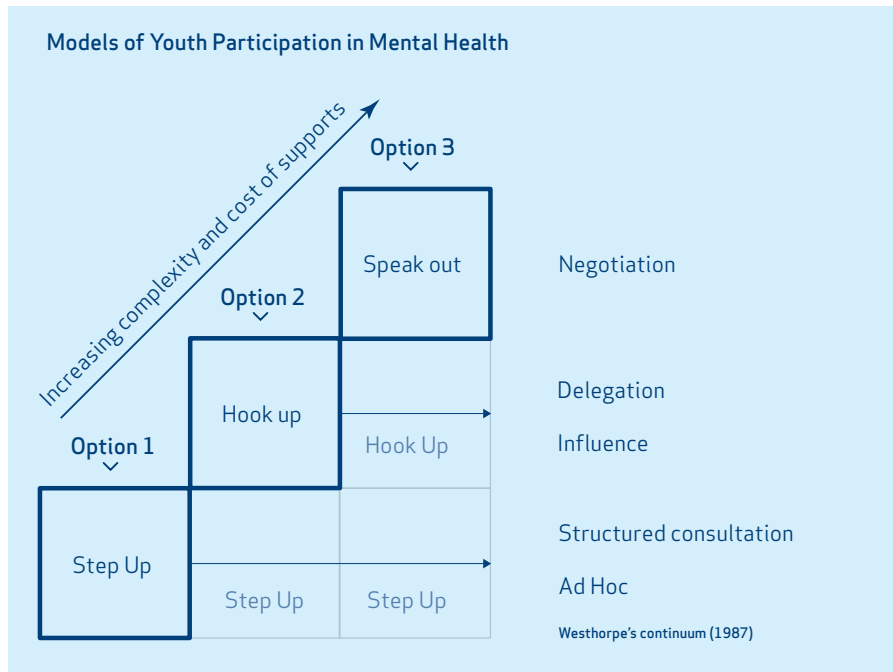 Models of Youth Participation in Mental Health
Increasing complexity and cost of supports
Option 3
Speak out
Negotiation
Option 2
Hook up
Delegation
Hook Up
Influence
Option 1
Step Up
Structured consultation
Step Up
Step Up
Ad Hoc
Westhorpe's continuum (1987)